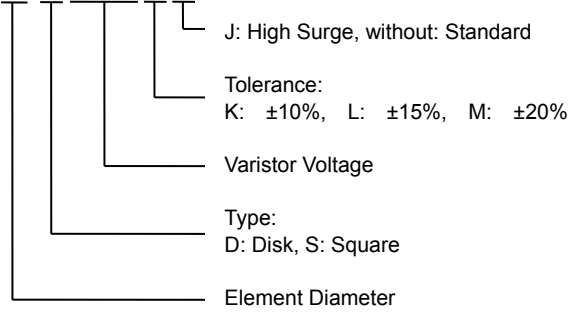 J: High Surge, without: Standard
Tolerance:
K: ±10%, L: ±15%, M: ±20%
Varistor Voltage
Type:
D: Disk, S: Square
Element Diameter